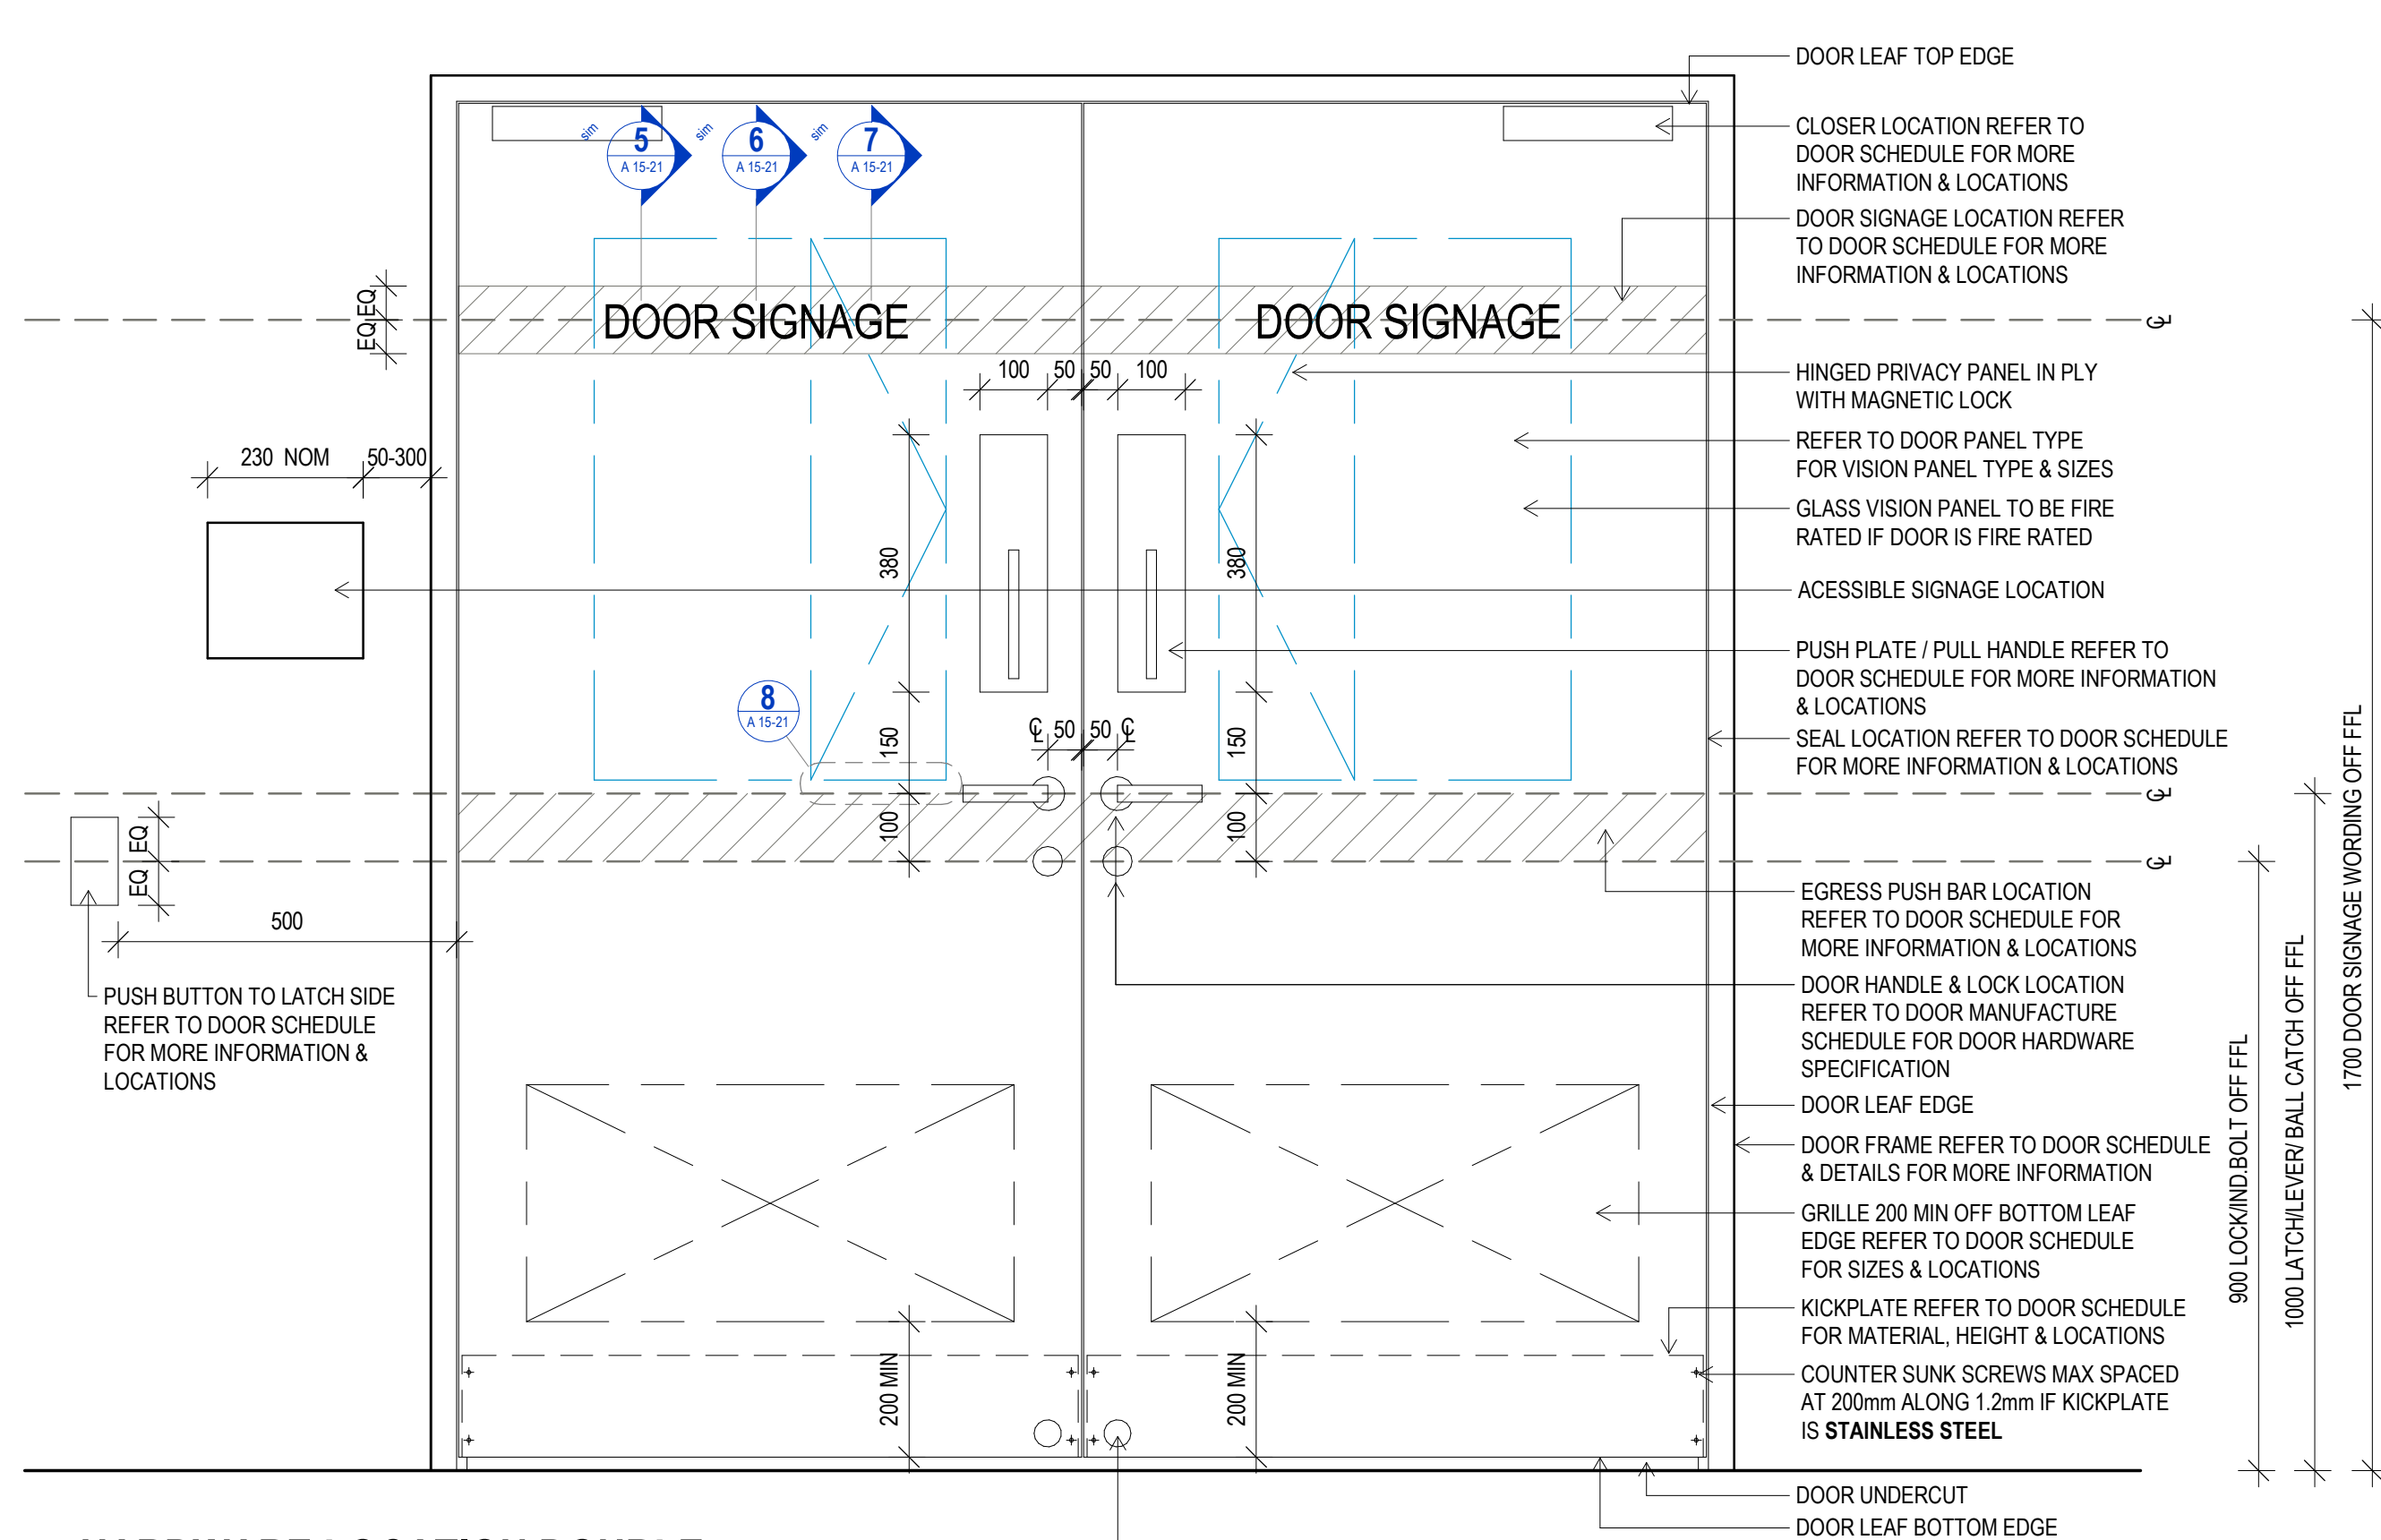 DOOR LEAF TOP EDGE
CLOSER LOCATION REFER TO
DOOR SCHEDULE FOR MORE
INFORMATION & LOCATIONS
DOOR SIGNAGE LOCATION REFER
TO DOOR SCHEDULE FOR MORE
INFORMATION & LOCATIONS
sim
5
A 15-21
sim
6
A 15-21
sim
7
A 15-21
EQ EQ
DOOR SIGNAGE
DOOR SIGNAGE
100 50 50 100
HINGED PRIVACY PANEL IN PLY
WITH MAGNETIC LOCK
REFER TO DOOR PANEL TYPE
FOR VISION PANEL TYPE & SIZES
GLASS VISION PANEL TO BE FIRE
RATED IF DOOR IS FIRE RATED
230 NOM
50-300
380
380
ACESSIBLE SIGNAGE LOCATION
PUSH PLATE / PULL HANDLE REFER TO
DOOR SCHEDULE FOR MORE INFORMATION
& LOCATIONS
SEAL LOCATION REFER TO DOOR SCHEDULE
FOR MORE INFORMATION & LOCATIONS
8
A 15-21
150
50 50
150
100
100
EQ EQ
500
PUSH BUTTON TO LATCH SIDE
REFER TO DOOR SCHEDULE
FOR MORE INFORMATION &
LOCATIONS
EGRESS PUSH BAR LOCATION
REFER TO DOOR SCHEDULE FOR
MORE INFORMATION & LOCATIONS
DOOR HANDLE & LOCK LOCATION
REFER TO DOOR MANUFACTURE
SCHEDULE FOR DOOR HARDWARE
SPECIFICATION
DOOR LEAF EDGE
DOOR FRAME REFER TO DOOR SCHEDULE
& DETAILS FOR MORE INFORMATION
GRILLE 200 MIN OFF BOTTOM LEAF
EDGE REFER TO DOOR SCHEDULE
FOR SIZES & LOCATIONS
KICKPLATE REFER TO DOOR SCHEDULE
FOR MATERIAL, HEIGHT & LOCATIONS
COUNTER SUNK SCREWS MAX SPACED
AT 200mm ALONG 1.2mm IF KICKPLATE
IS STAINLESS STEEL
200 MIN
200 MIN
900 LOCK/IND.BOLT OFF FFL
1000 LATCH/LEVER/ BALL CATCH OFF FFL
1700 DOOR SIGNAGE WORDING OFF FFL
DOOR UNDERCUT
DOOR LEAF BOTTOM EDGE
HARDWARE LOCATION DOUBLE